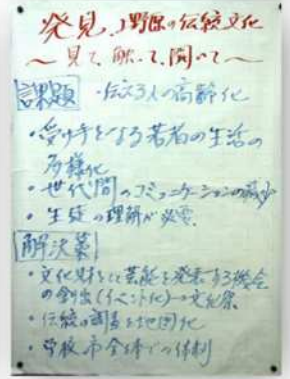 発見、野原の伝統文化
〜見て、触って、聞いて〜
課題 ・伝える人の高齢化
・受け手となる若者の生活の
多様化
・世代間のコミュニケーションの減少
・生徒の理解が必要
解決策
・文化財として芸能を発表する機会
の創出(イベント化)→文化祭
・伝統の調査を地図化
・学校、市全体での体制